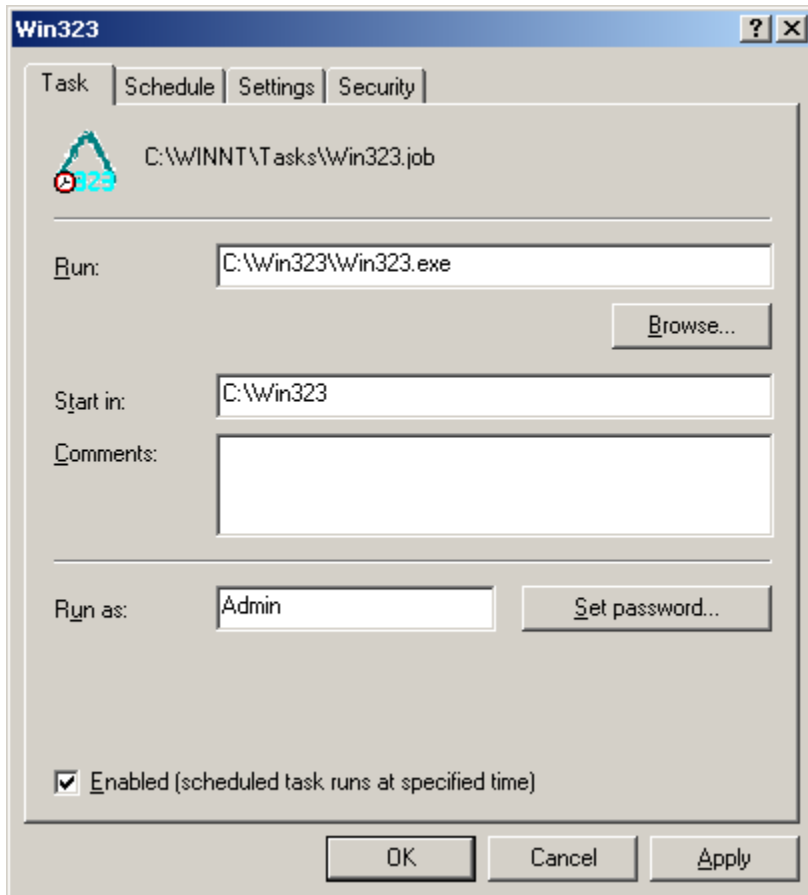 Win323
Task Schedule Settings Security
323
C:\WINNT\Tasks\Win323.job
Run: C:\Win323\Win323.exe
Browse...
Start in: C:\Win323
Comments:
Run as: Admin Set password...
Enabled (scheduled task runs at specified time)
OK Cancel Apply